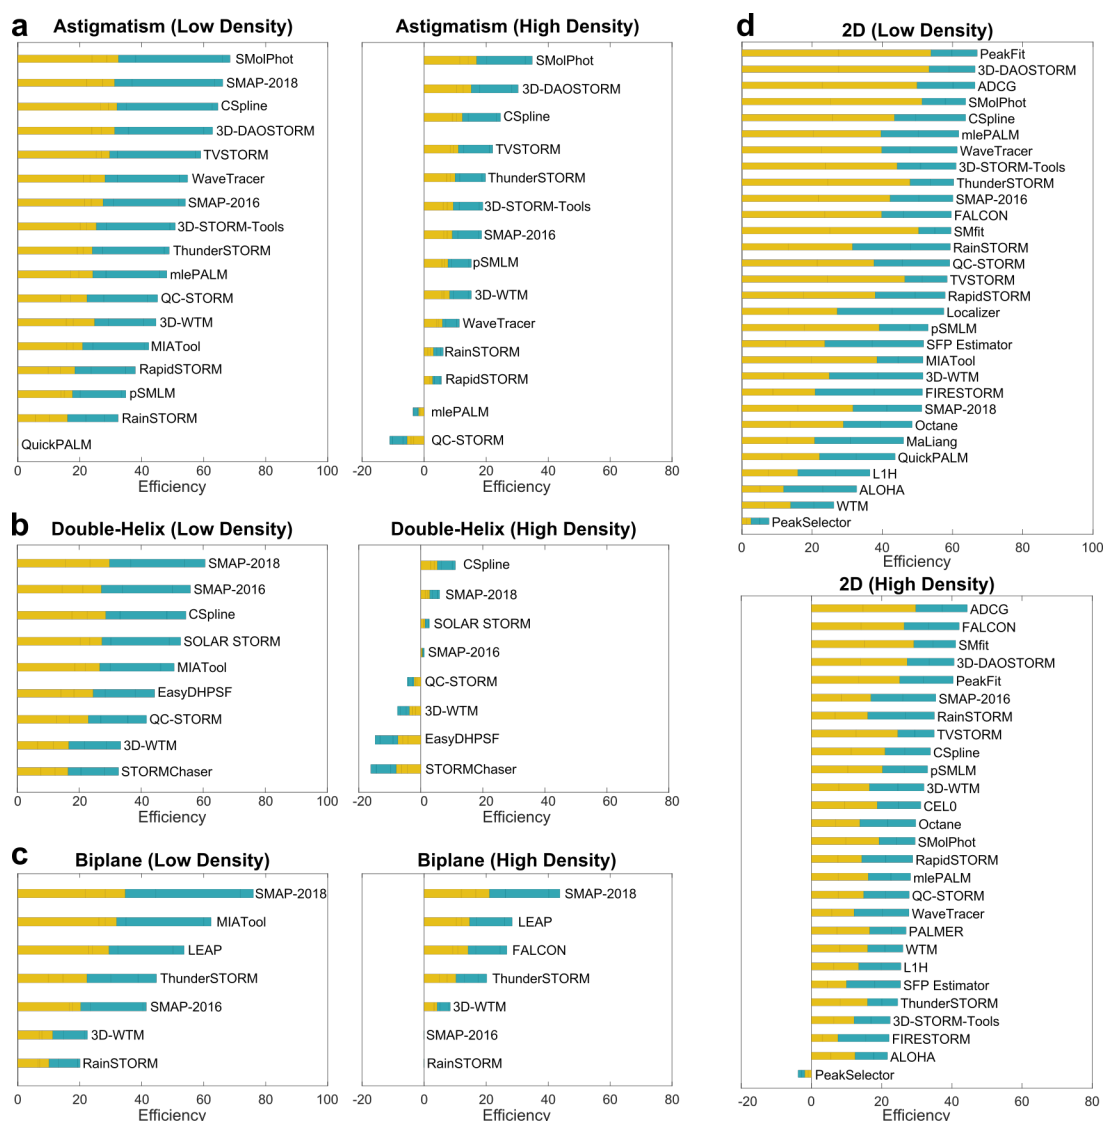 a
Astigmatism (Low Density)
SMolPhot
SMAP-2018
CSpline
3D-DAOSTORM
TVSTORM
WaveTracer
SMAP-2016
3D-STORM-Tools
ThunderSTORM
mlePALM
QC-STORM
3D-WTM
MIATool
RapidSTORM
pSMLM
RainSTORM
QuickPALM
0 20 40 60 80 100
Efficiency
Astigmatism (High Density)
SMolPhot
3D-DAOSTORM
CSpline
TVSTORM
ThunderSTORM
3D-STORM-Tools
SMAP-2016
pSMLM
3D-WTM
WaveTracer
RainSTORM
RapidSTORM
mlePALM
QC-STORM
-20 0 20 40 60 80
Efficiency
b
Double-Helix (Low Density)
SMAP-2018
SMAP-2016
CSpline
SOLAR STORM
MIATool
EasyDHPSF
QC-STORM
3D-WTM
STORMChaser
0 20 40 60 80 100
Efficiency
Double-Helix (High Density)
CSpline
SMAP-2018
SOLAR STORM
SMAP-2016
QC-STORM
3D-WTM
EasyDHPSF
STORMChaser
-20 0 20 40 60 80
Efficiency
c
Biplane (Low Density)
SMAP-2018
MIATool
LEAP
ThunderSTORM
SMAP-2016
3D-WTM
RainSTORM
0 20 40 60 80 100
Efficiency
Biplane (High Density)
SMAP-2018
LEAP
FALCON
ThunderSTORM
3D-WTM
SMAP-2016
RainSTORM
-20 0 20 40 60 80
Efficiency
d
2D (Low Density)
PeakFit
3D-DAOSTORM
ADCG
SMolPhot
CSpline
mlePALM
WaveTracer
3D-STORM-Tools
ThunderSTORM
SMAP-2016
FALCON
SMfit
RainSTORM
QC-STORM
TVSTORM
RapidSTORM
Localizer
pSMLM
SFP Estimator
MIATool
3D-WTM
FIRESTORM
SMAP-2018
Octane
MaLiang
QuickPALM
L1H
ALOHA
WTM
PeakSelector
0 20 40 60 80 100
Efficiency
2D (High Density)
ADCG
FALCON
SMfit
3D-DAOSTORM
PeakFit
SMAP-2016
RainSTORM
TVSTORM
CSpline
pSMLM
3D-WTM
CEL0
Octane
SMolPhot
RapidSTORM
mlePALM
QC-STORM
WaveTracer
PALMER
WTM
L1H
SFP Estimator
ThunderSTORM
3D-STORM-Tools
FIRESTORM
ALOHA
PeakSelector
-20 0 20 40 60 80
Efficiency